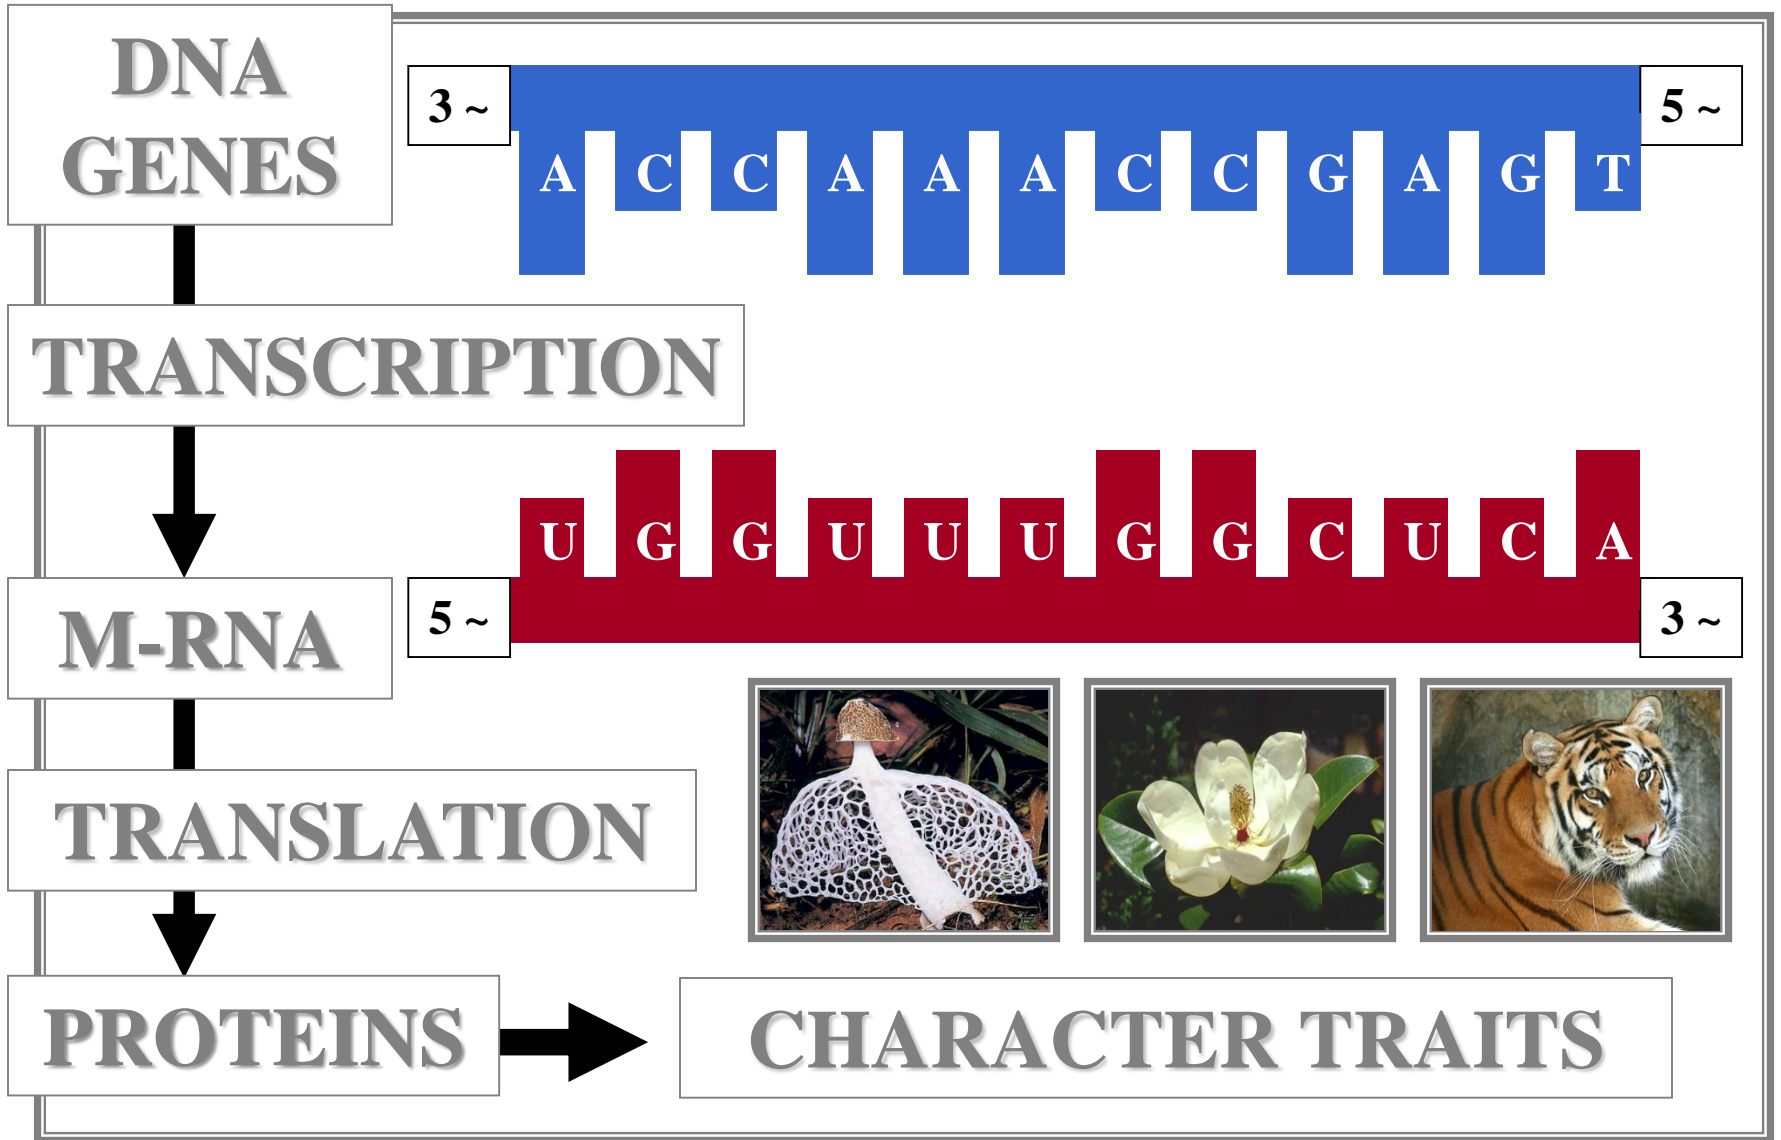 DNA
GENES
3 ~
5 ~
A C C A A A C C G A G T
TRANSCRIPTION
U G G U U U G G C U C A
M-RNA
5 ~
3 ~
TRANSLATION
PROTEINS
CHARACTER TRAITS